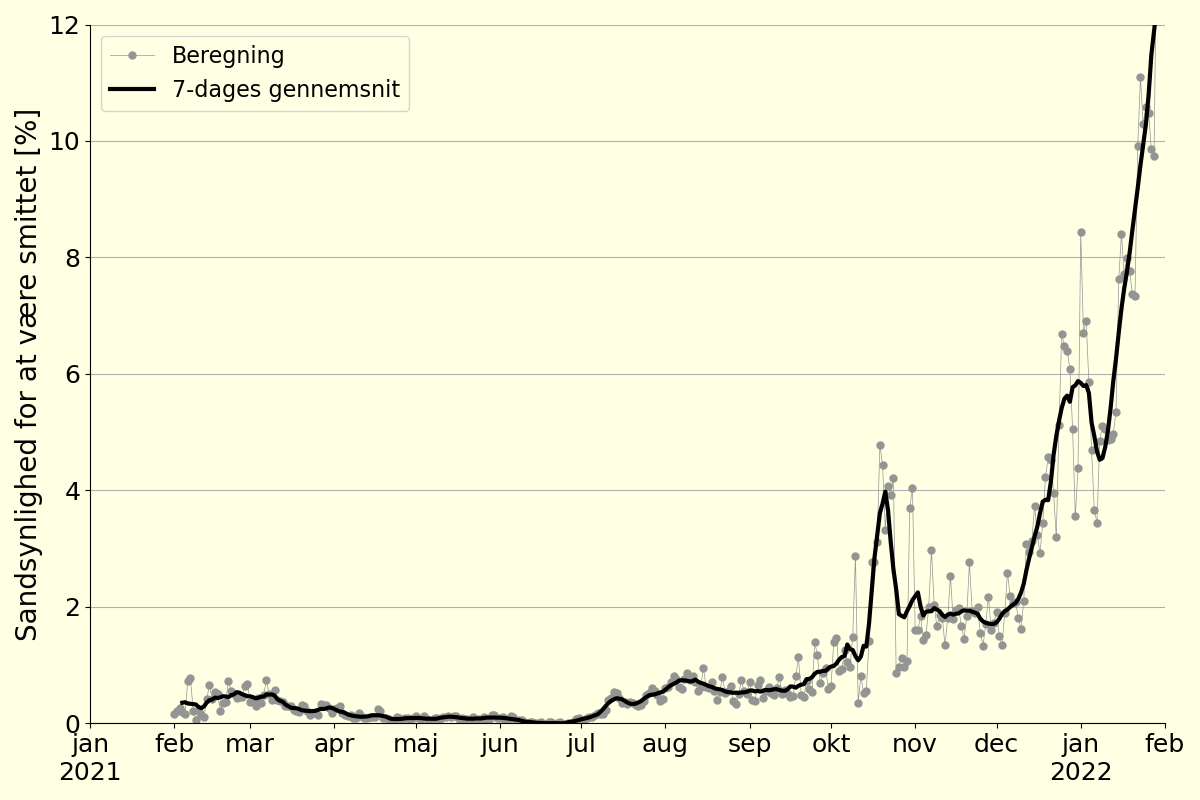 Sandsynlighed for at være smittet [%]
12
10
8
6
4
2
0
Beregning
7-dages gennemsnit
jan feb mar apr maj jun jul aug sep okt nov dec jan feb
2021 2022